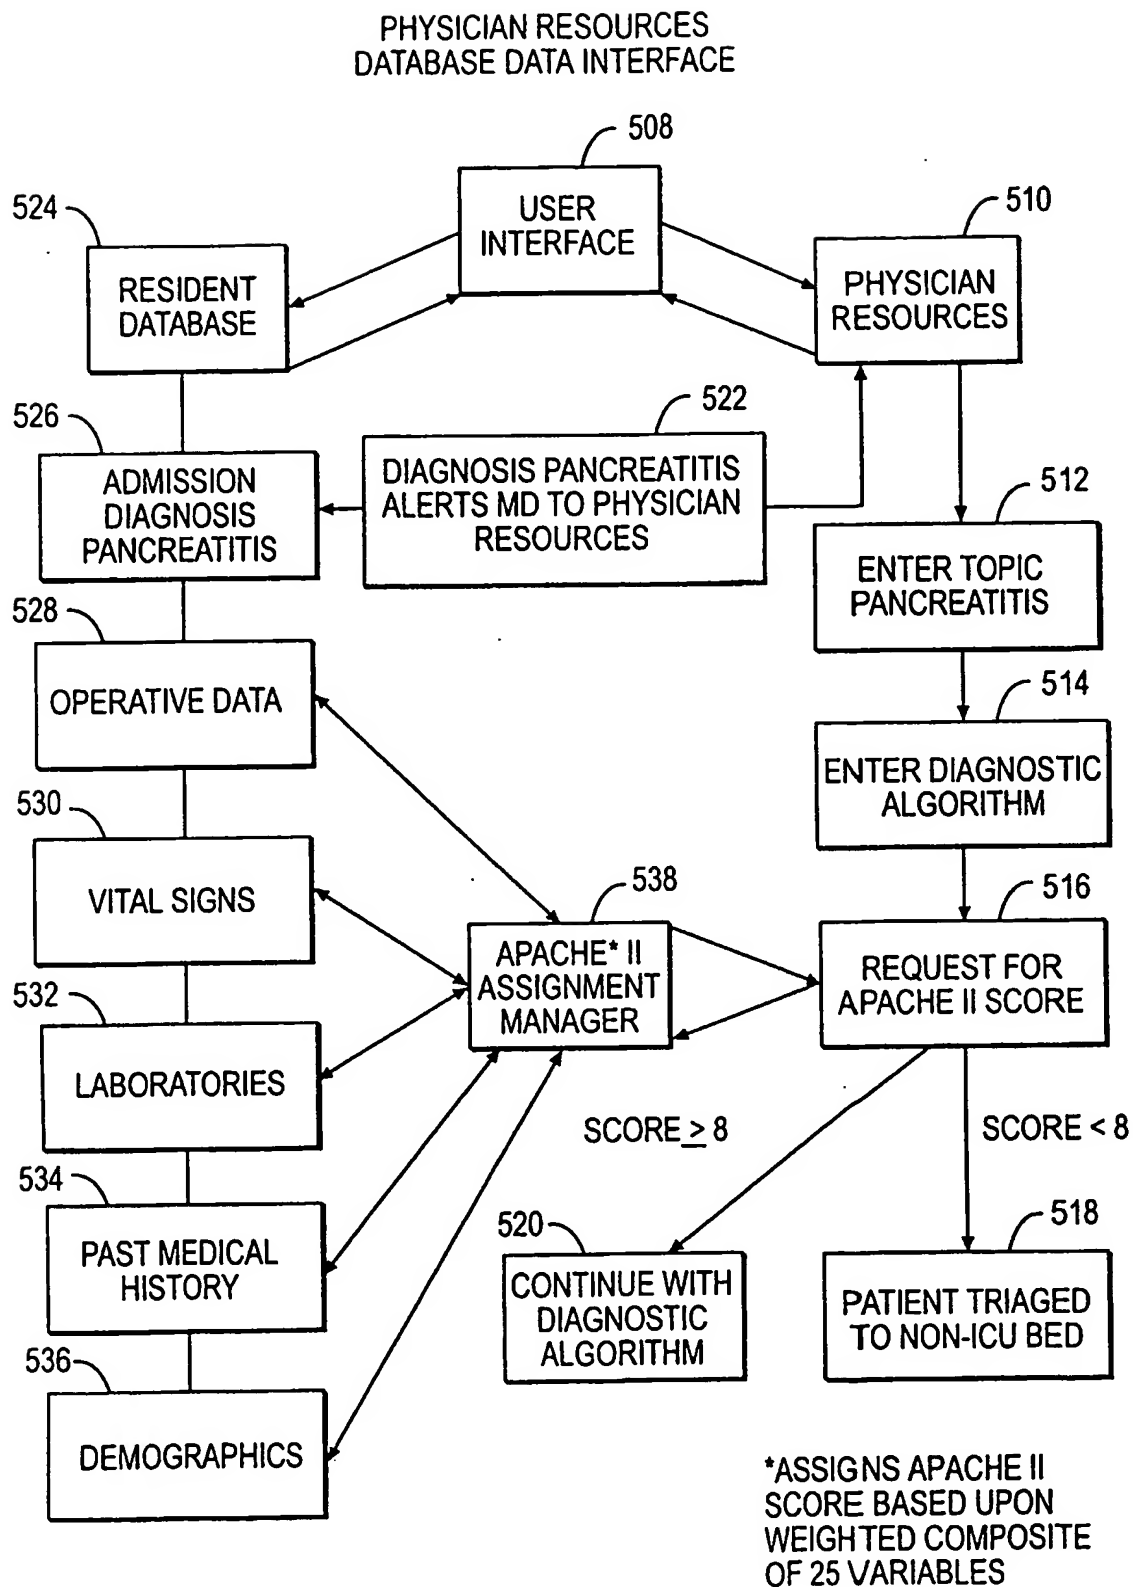 PHYSICIAN RESOURCES
DATABASE DATA INTERFACE
508
USER
INTERFACE
524
RESIDENT
DATABASE
510
PHYSICIAN
RESOURCES
526
ADMISSION
DIAGNOSIS
PANCREATITIS
522
DIAGNOSIS PANCREATITIS
ALERTS MD TO PHYSICIAN
RESOURCES
512
ENTER TOPIC
PANCREATITIS
528
OPERATIVE DATA
514
ENTER DIAGNOSTIC
ALGORITHM
530
VITAL SIGNS
538
APACHE* II
ASSIGNMENT
MANAGER
516
REQUEST FOR
APACHE II SCORE
532
LABORATORIES
SCORE ≥ 8
SCORE < 8
534
PAST MEDICAL
HISTORY
520
CONTINUE WITH
DIAGNOSTIC
ALGORITHM
518
PATIENT TRIAGED
TO NON-ICU BED
536
DEMOGRAPHICS
*ASSIGNS APACHE II
SCORE BASED UPON
WEIGHTED COMPOSITE
OF 25 VARIABLES